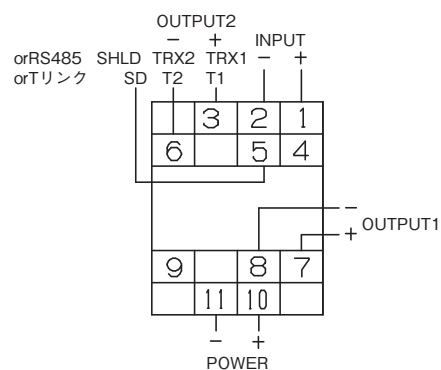 OUTPUT2
− + INPUT
orRS485 SHLD TRX2 TRX1 − +
orTリンク SD T2 T1
3 2 1
6 5 4
−
+ OUTPUT1
9 8 7
11 10
− +
POWER